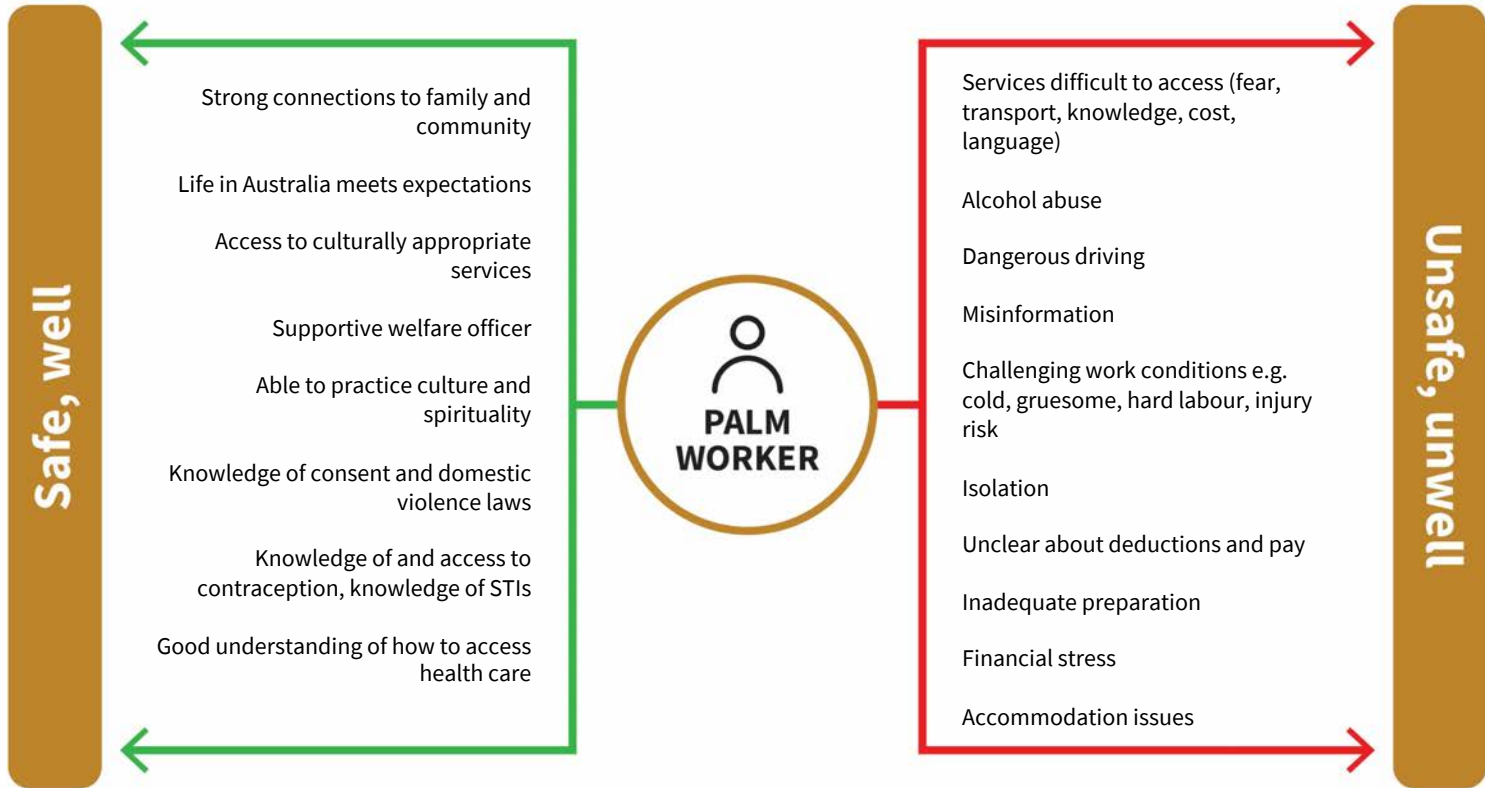 Safe, well
Strong connections to family and
community
Life in Australia meets expectations
Access to culturally appropriate
services
Supportive welfare officer
Able to practice culture and
spirituality
Knowledge of consent and domestic
violence laws
Knowledge of and access to
contraception, knowledge of STIs
Good understanding of how to access
health care
PALM
WORKER
Services difficult to access (fear,
transport, knowledge, cost,
language)
Alcohol abuse
Dangerous driving
Misinformation
Challenging work conditions e.g.
cold, gruesome, hard labour, injury
risk
Isolation
Unclear about deductions and pay
Inadequate preparation
Financial stress
Accommodation issues
Unsafe, unwell